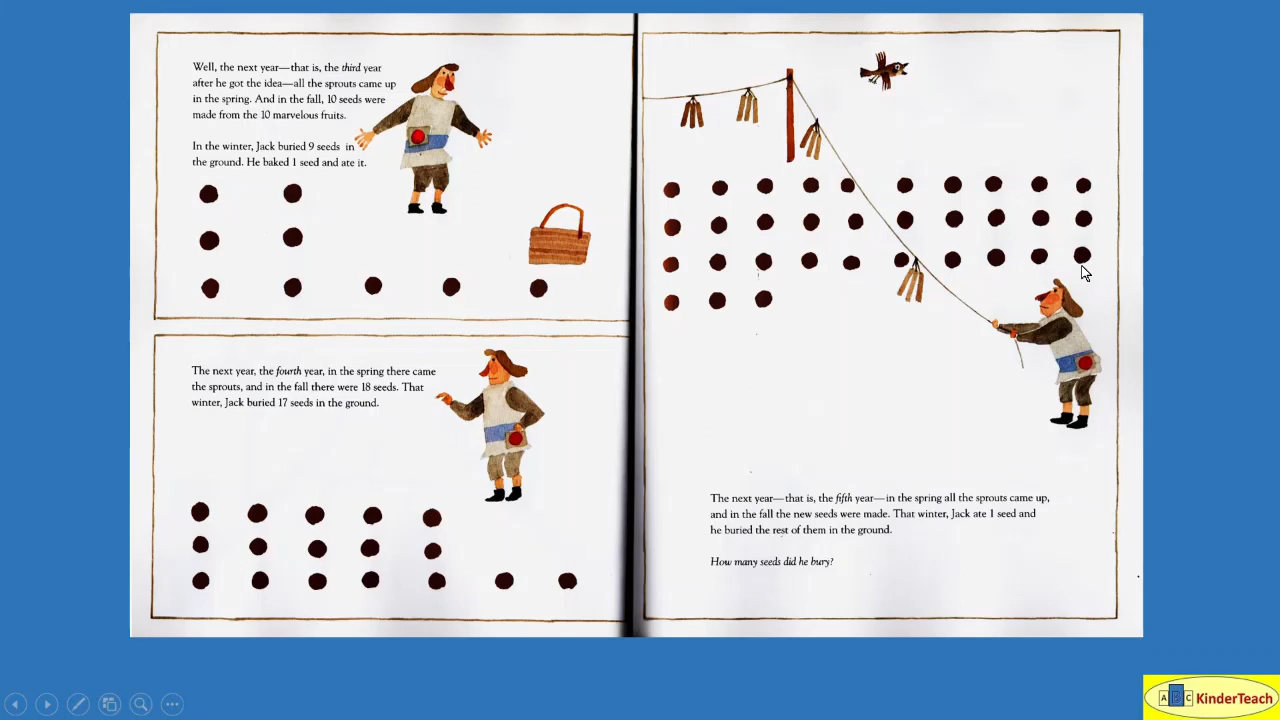 Well, the next year—that is, the third year
after he got the idea—all the sprouts came up
in the spring. And in the fall, 10 seeds were
made from the 10 marvelous fruits.
In the winter, Jack buried 9 seeds in
the ground. He baked 1 seed and ate it.
The next year, the fourth year, in the spring there came
the sprouts, and in the fall there were 18 seeds. That
winter, Jack buried 17 seeds in the ground.
The next year—that is, the fifth year—in the spring all the sprouts came up,
and in the fall the new seeds were made. That winter, Jack ate 1 seed and
he buried the rest of them in the ground.
How many seeds did he bury?
A B C KinderTeach